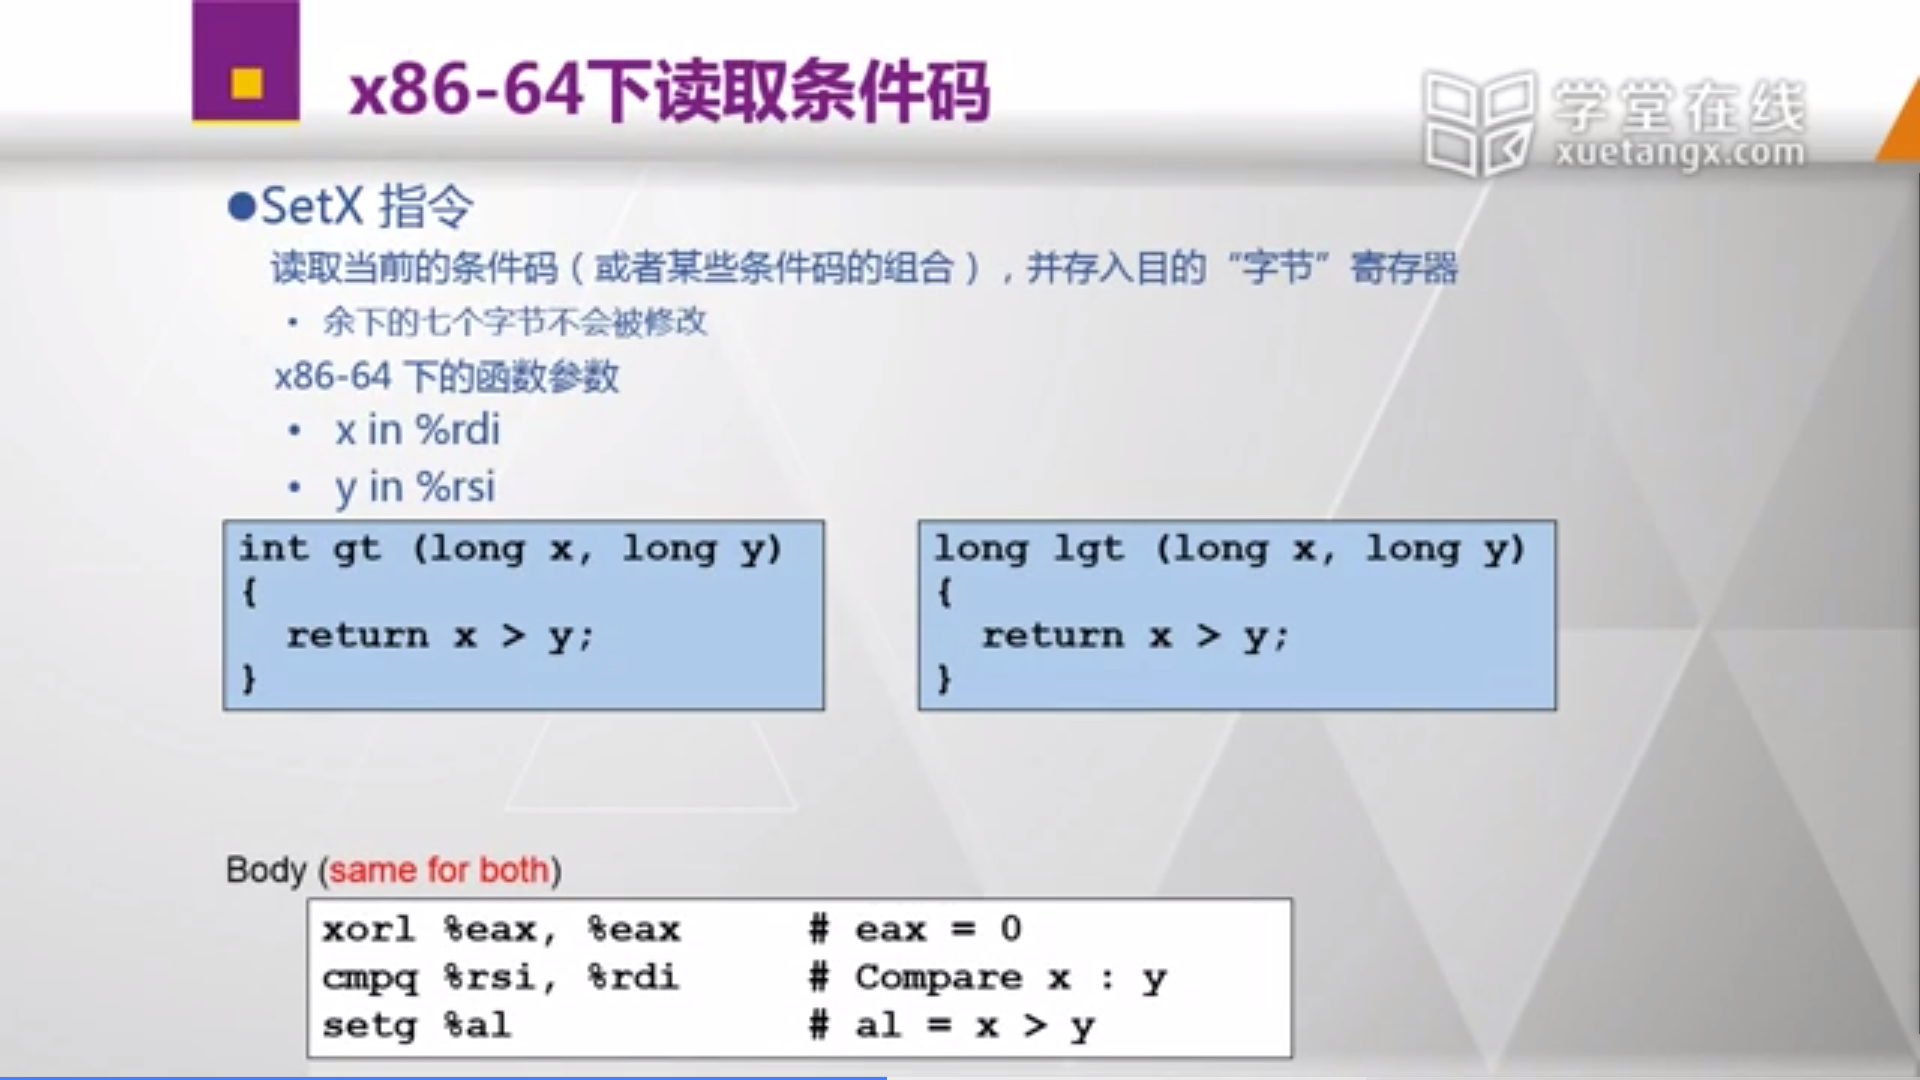 x86-64下读取条件码
学堂在线
xuetangx.com
●SetX 指令
读取当前的条件码（或者某些条件码的组合），并存入目的“字节”寄存器
• 余下的七个字节不会被修改
x86-64 下的函数参数
• x in %rdi
• y in %rsi
int gt (long x, long y)
{
return x > y;
}
long lgt (long x, long y)
{
return x > y;
}
Body (same for both)
xorl %eax, %eax # eax = 0
cmpq %rsi, %rdi # Compare x : y
setg %al # al = x > y